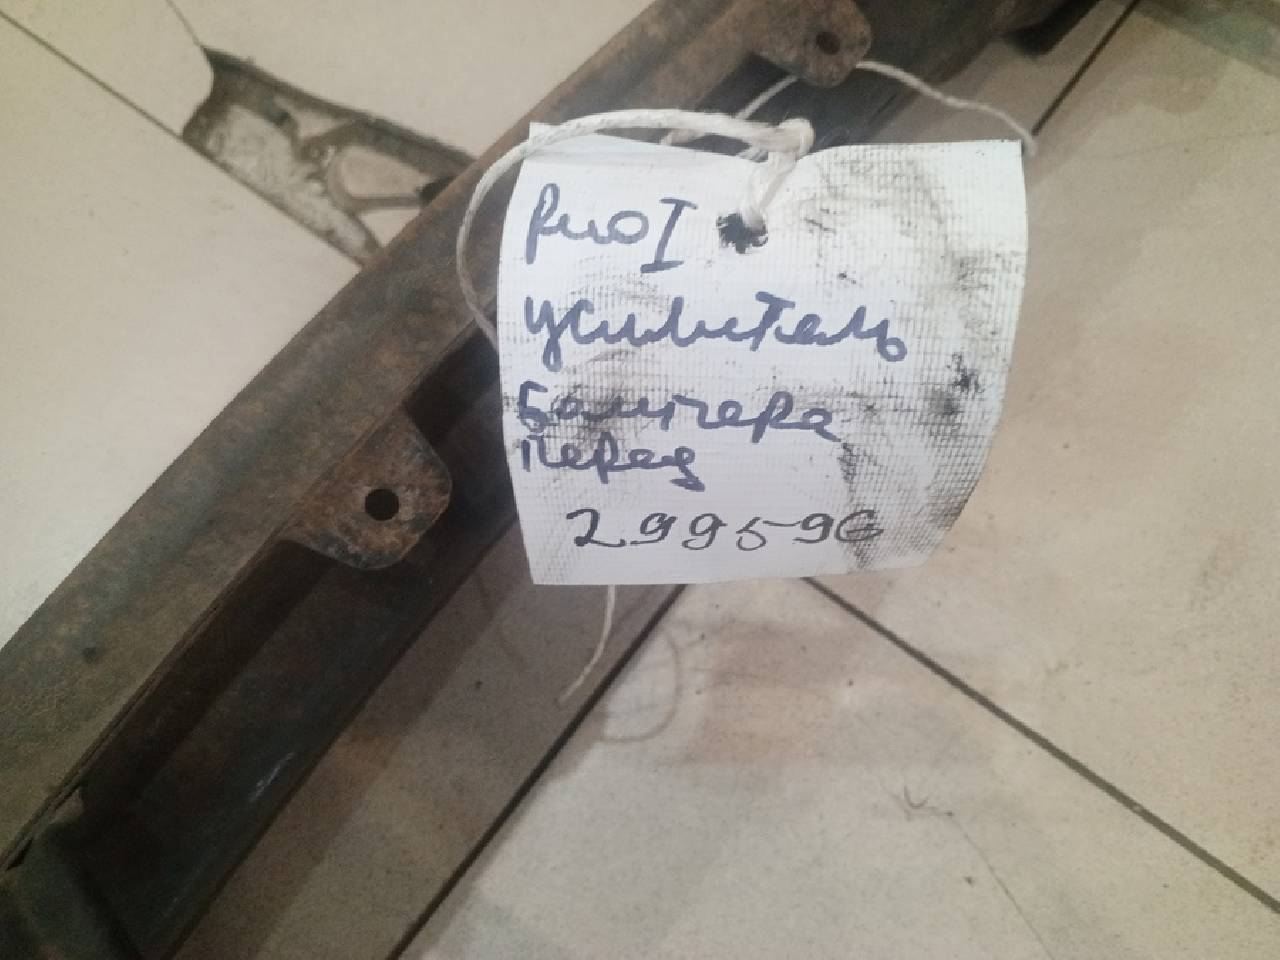 Рио I
усилитель
Бампера
перед
299596